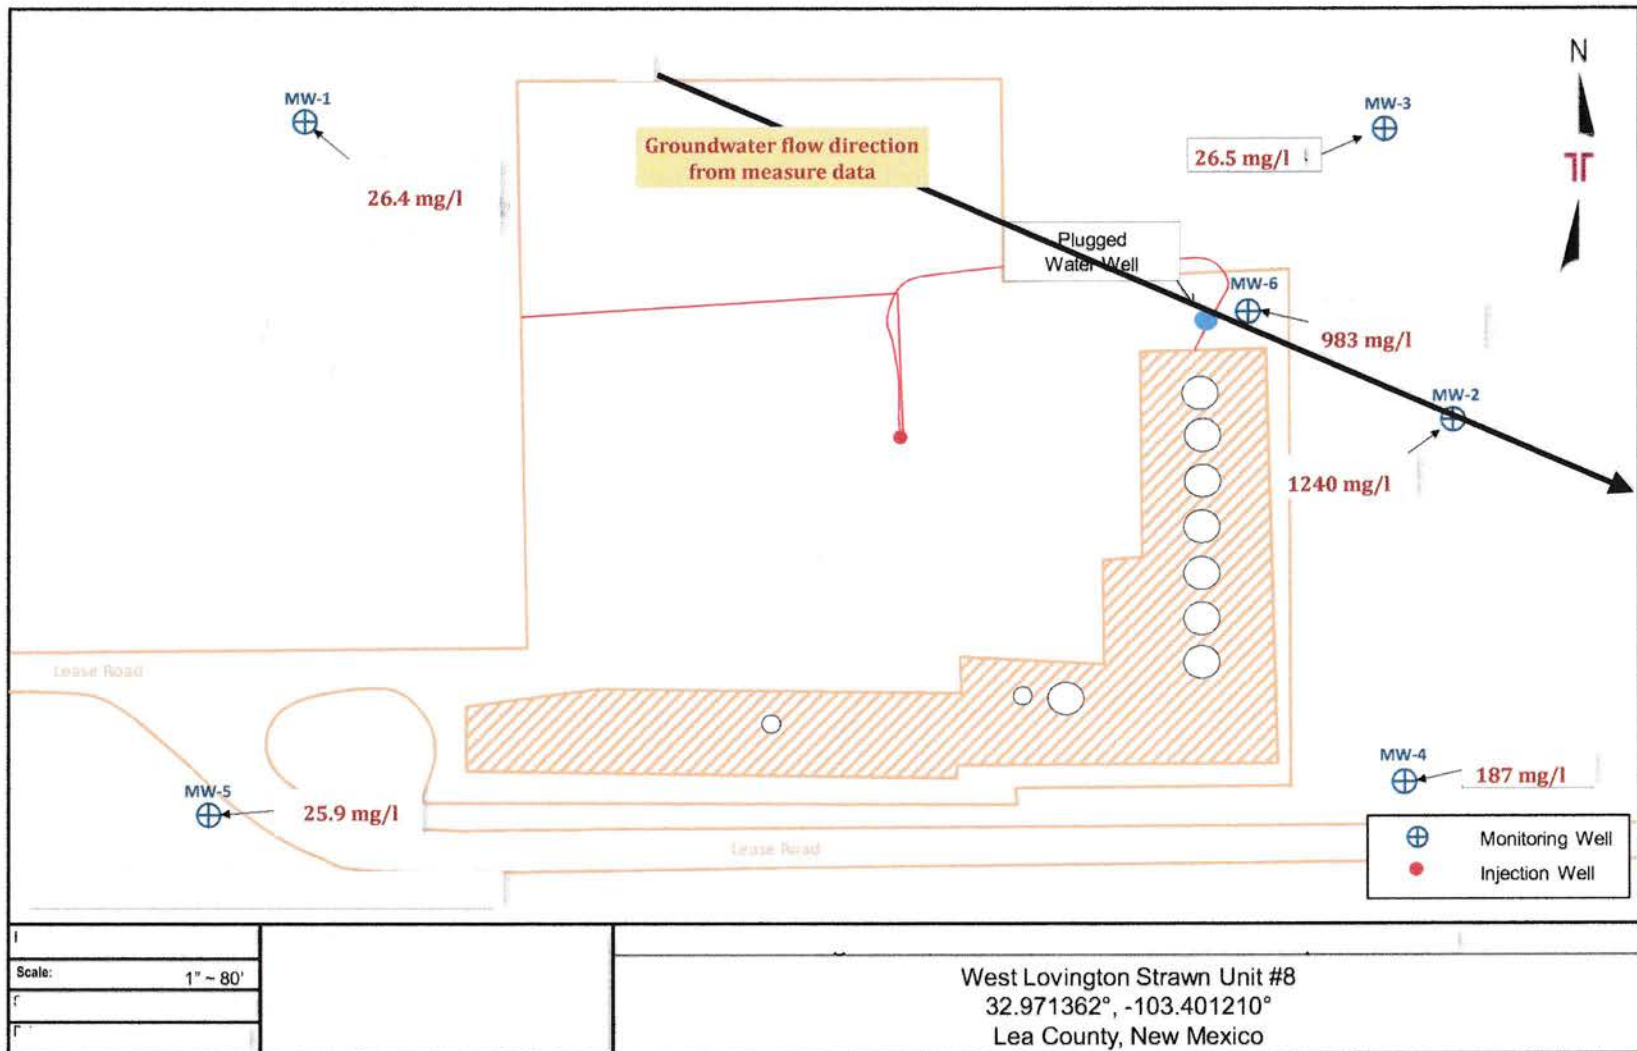 N
MW-1
26.4 mg/l
Groundwater flow direction
from measure data
MW-3
26.5 mg/l
Plugged
Water Well
MW-6
983 mg/l
MW-2
1240 mg/l
Lease Road
MW-5
25.9 mg/l
Lease Road
MW-4
187 mg/l
Monitoring Well
Injection Well
Scale: 1" ~ 80'
West Lovington Strawn Unit #8
32.971362°, -103.401210°
Lea County, New Mexico